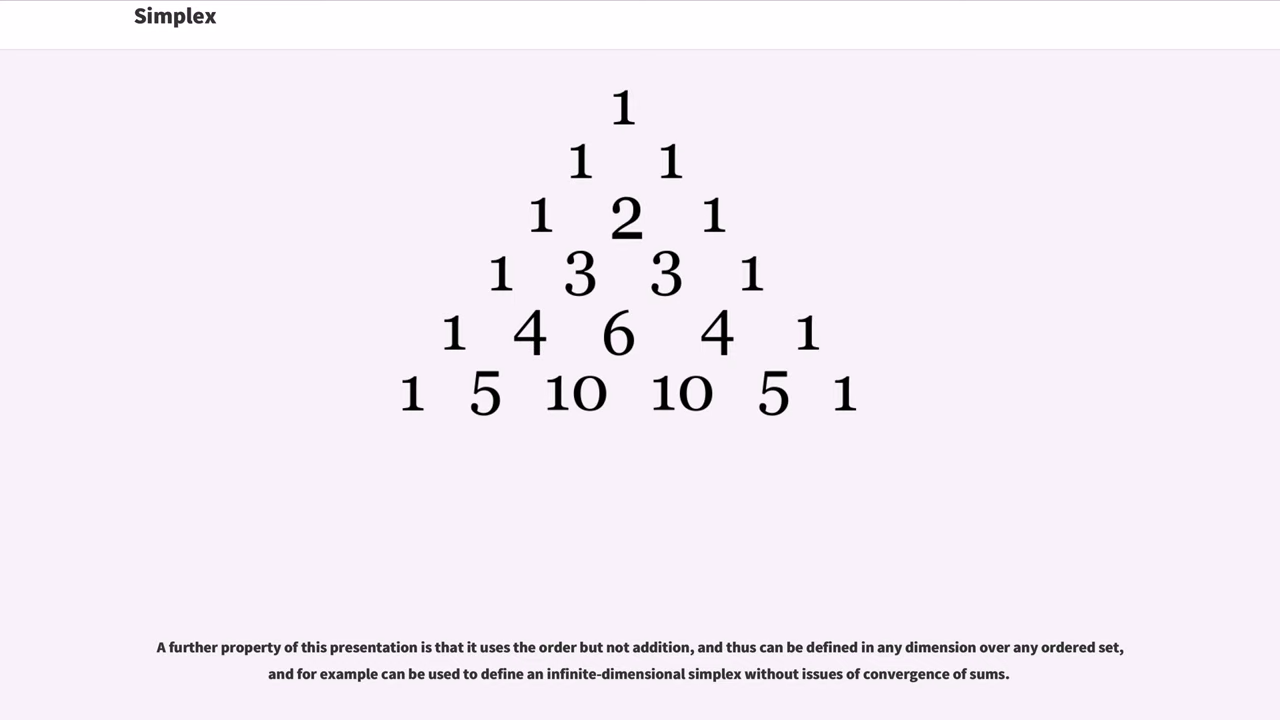 Simplex
1
1 1
1 2 1
1 3 3 1
1 4 6 4 1
1 5 10 10 5 1
A further property of this presentation is that it uses the order but not addition, and thus can be defined in any dimension over any ordered set,
and for example can be used to define an infinite-dimensional simplex without issues of convergence of sums.